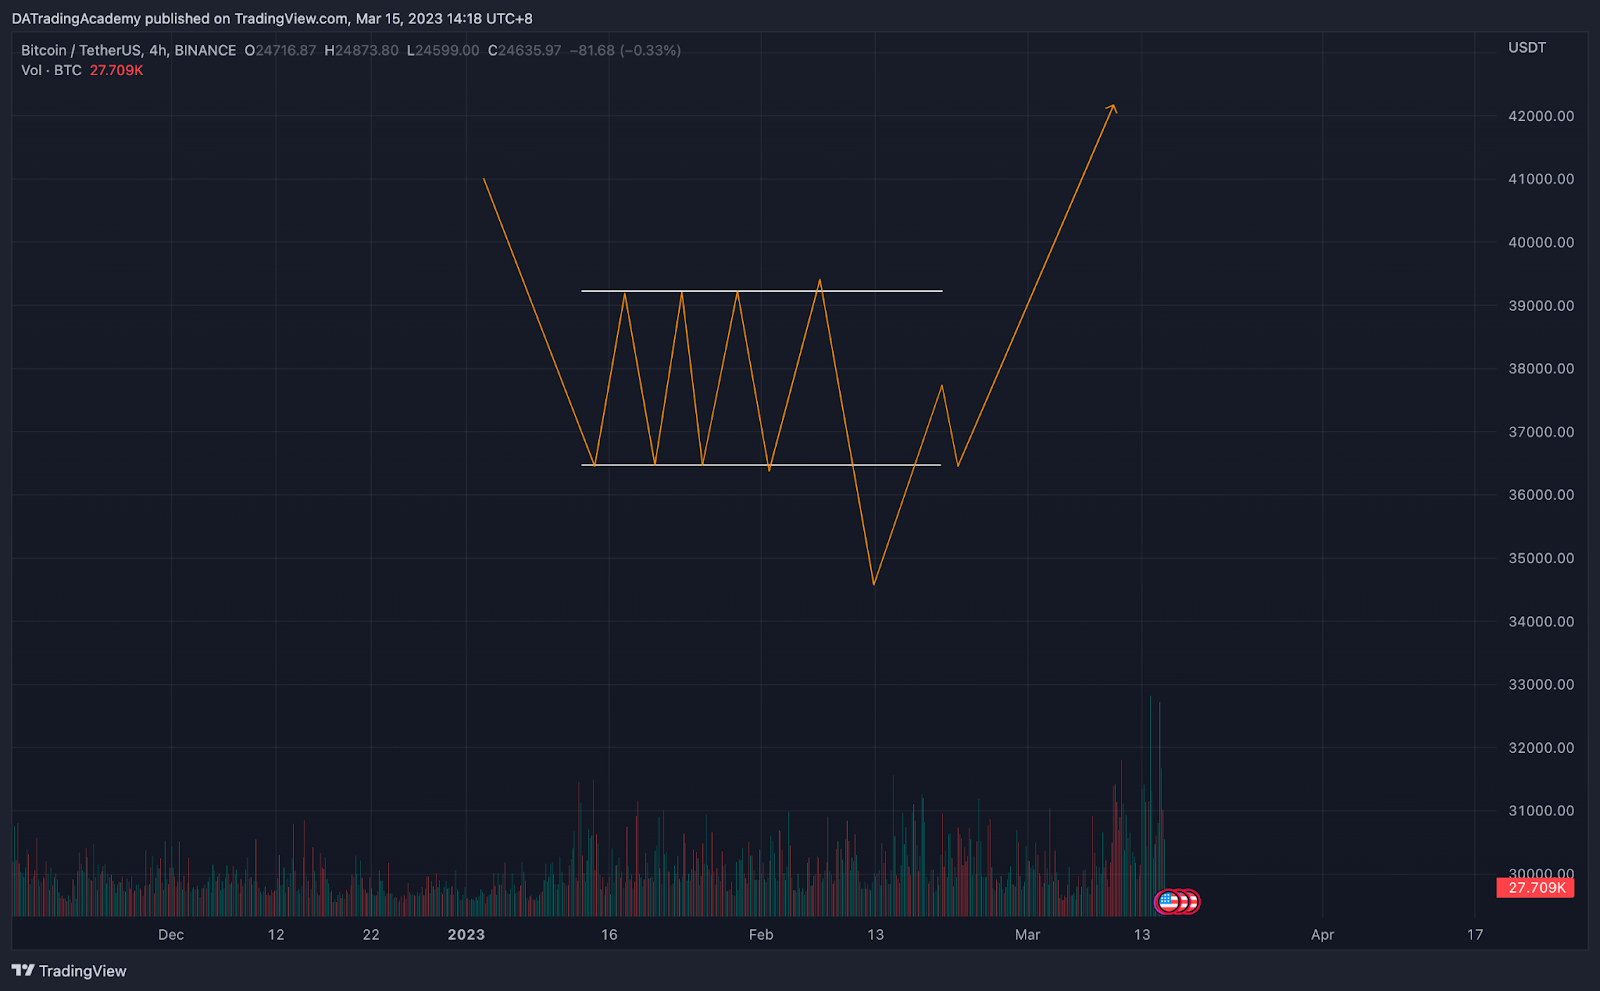 DATradingAcademy published on TradingView.com, Mar 15, 2023 14:18 UTC+8
Bitcoin / TetherUS, 4h, BINANCE O24716.87 H24873.80 L24599.00 C24635.97 −81.68 (−0.33%)
Vol · BTC 27.709K
USDT
42000.00
41000.00
40000.00
39000.00
38000.00
37000.00
36000.00
35000.00
34000.00
33000.00
32000.00
31000.00
30000.00
27.709K
Dec 12 22 2023 16 Feb 13 Mar 13 Apr 17
TradingView